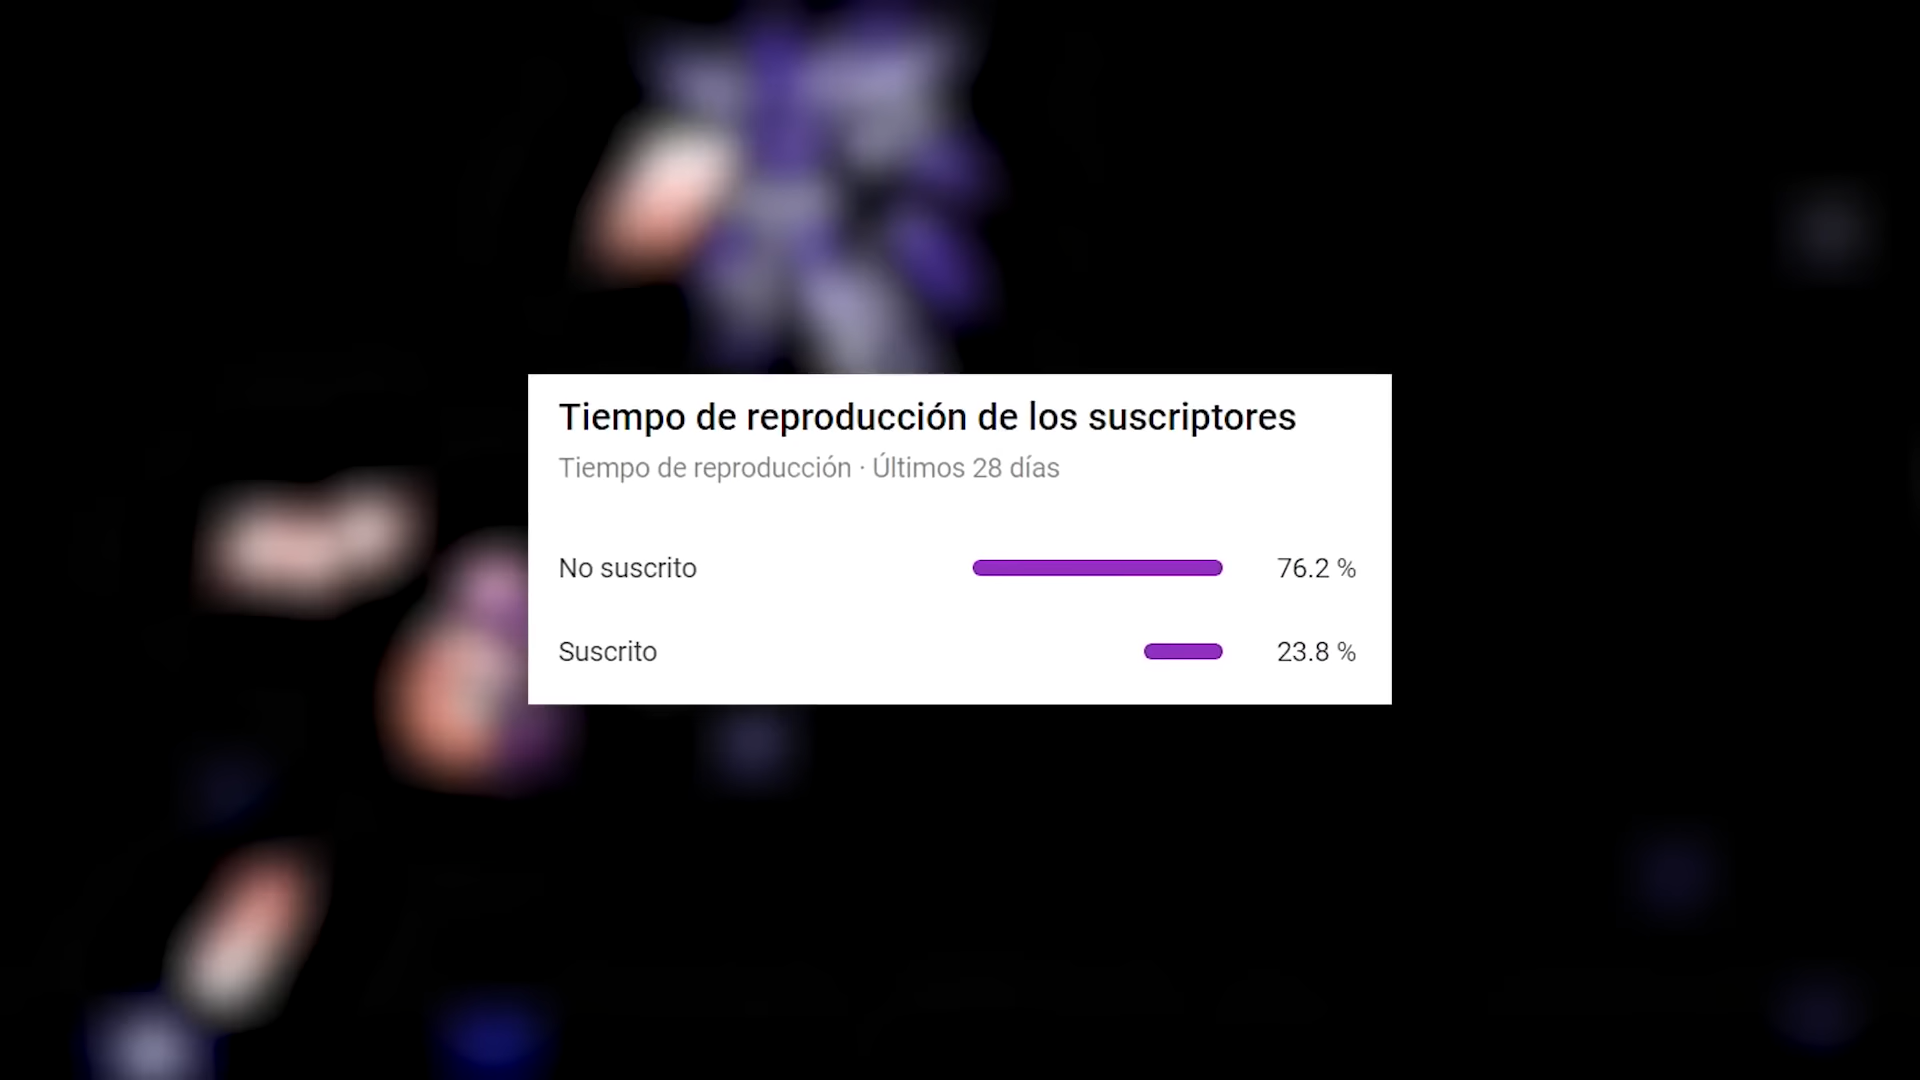 Tiempo de reproducción de los suscriptores
Tiempo de reproducción · Últimos 28 días
No suscrito 76.2 %
Suscrito 23.8 %